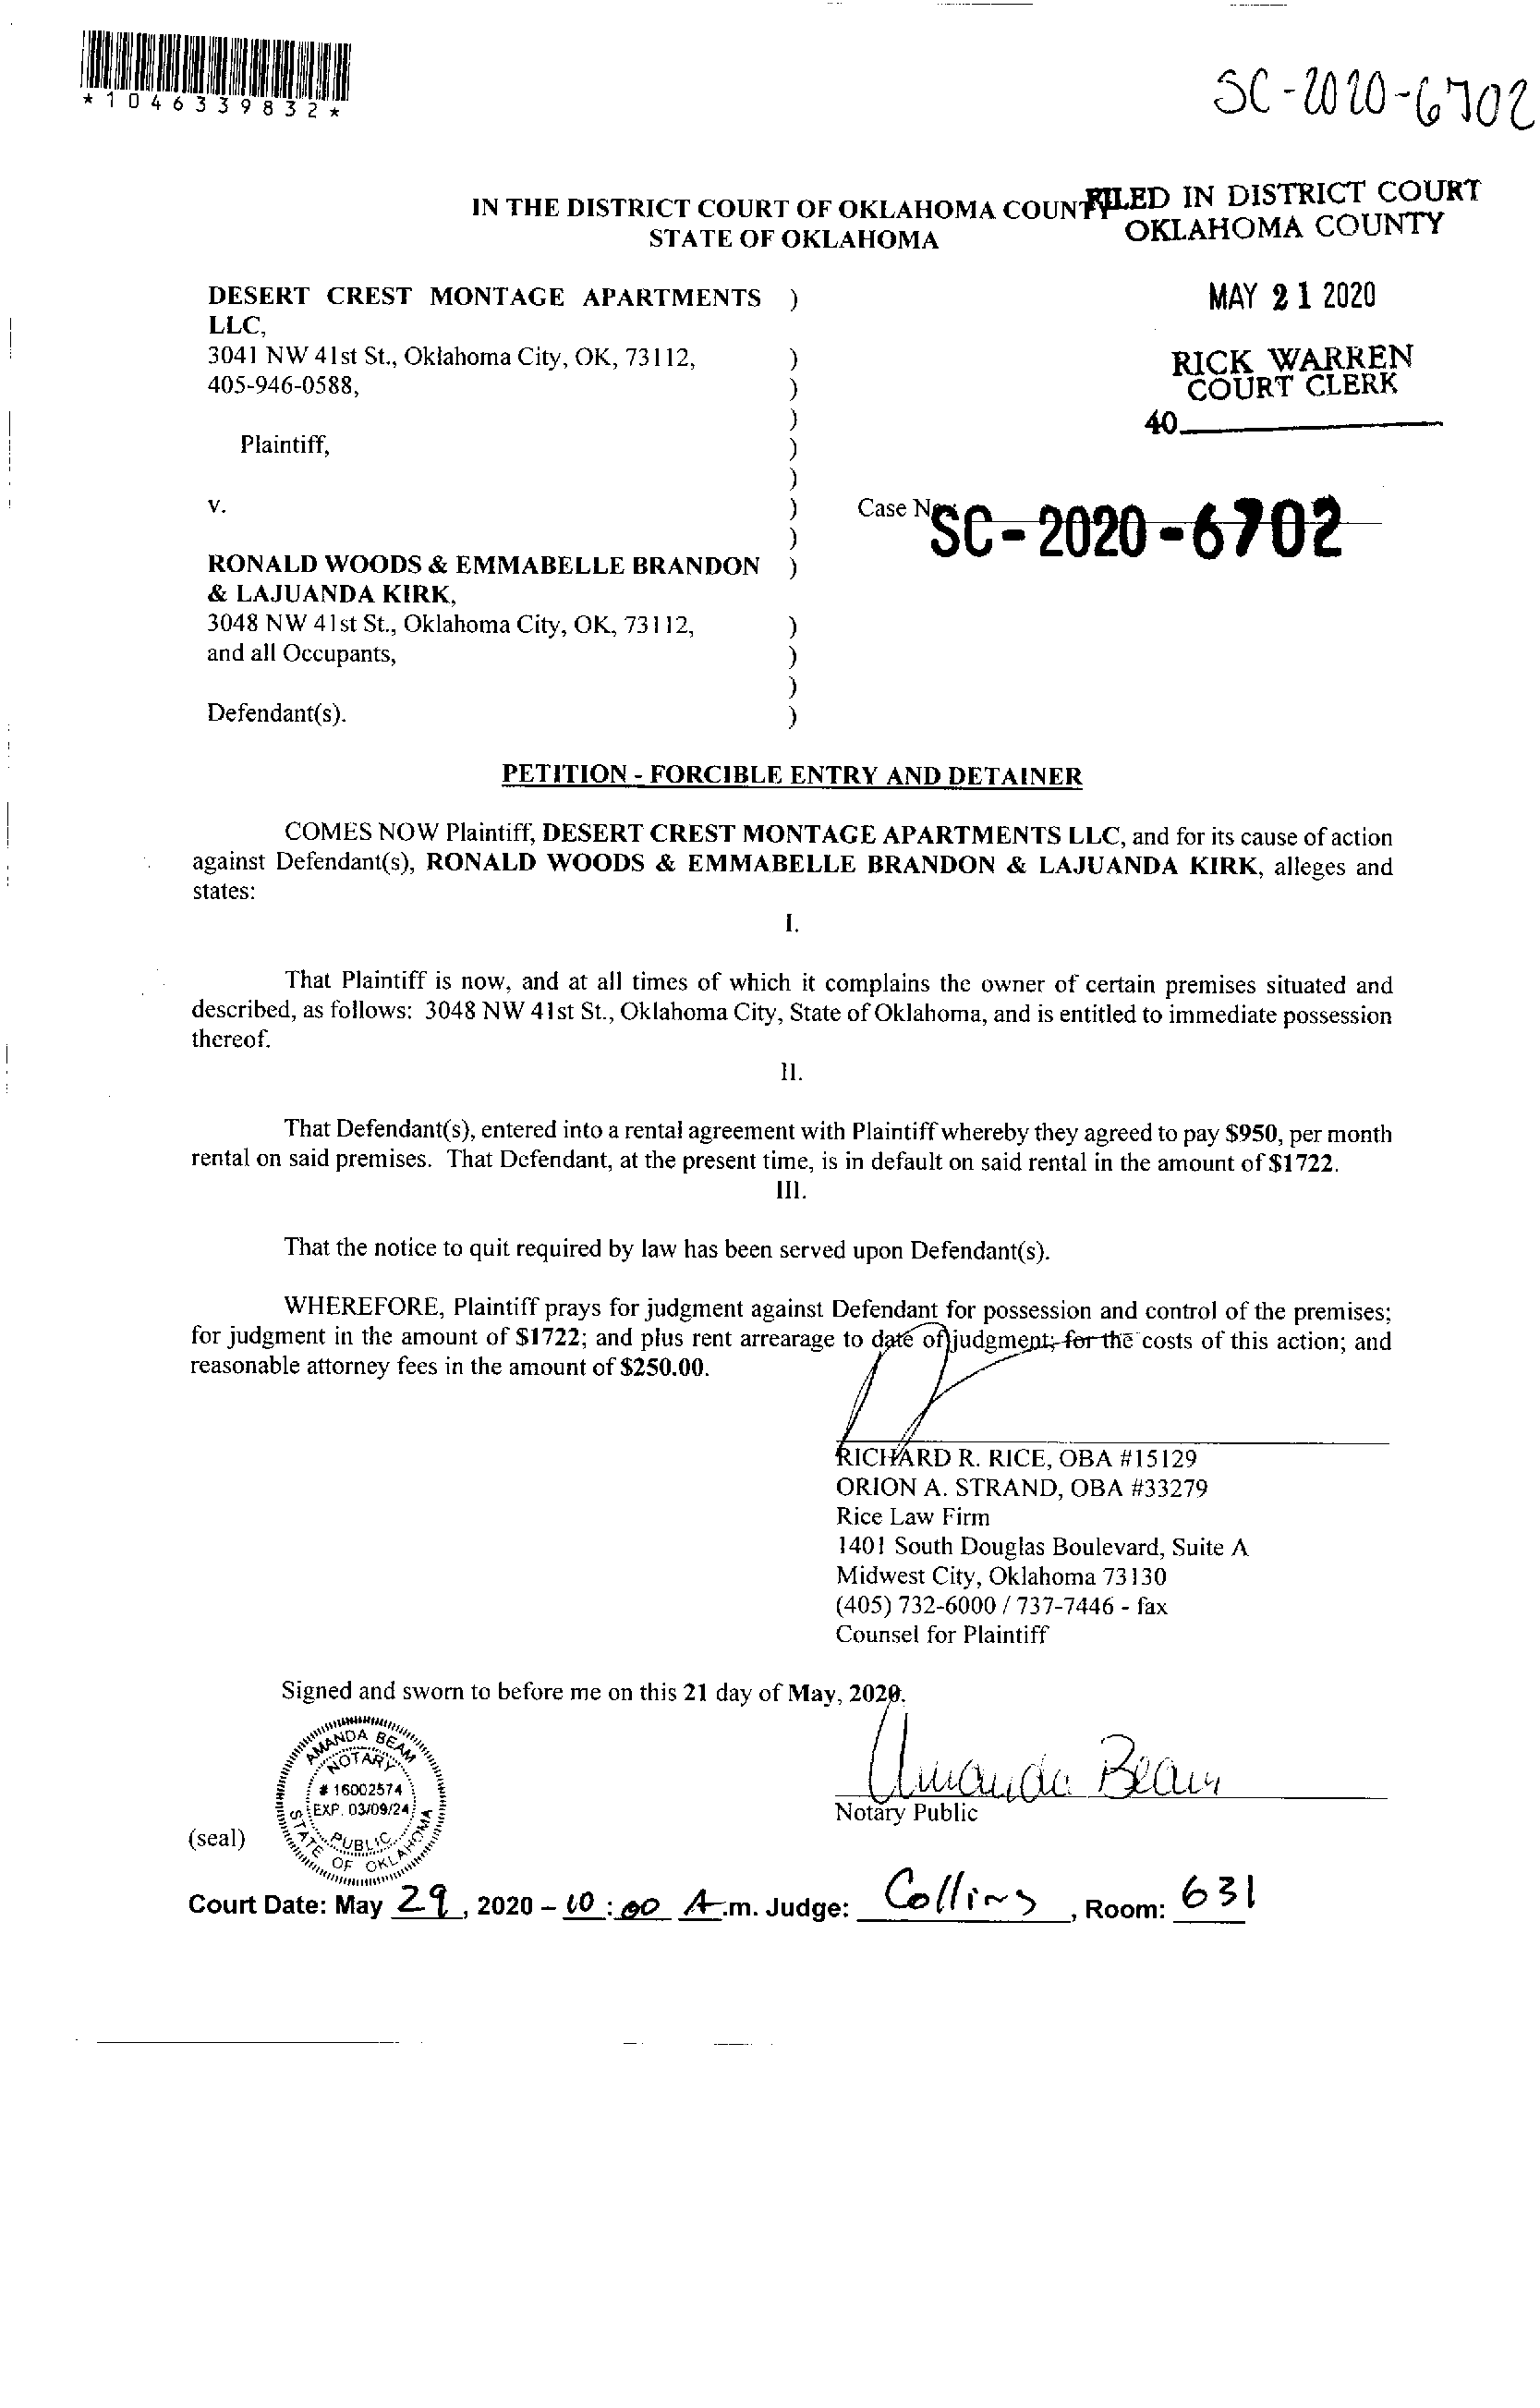 *1046339832*
SC-2020-6702
IN THE DISTRICT COURT OF OKLAHOMA COUNTY
STATE OF OKLAHOMA
FILED IN DISTRICT COURT
OKLAHOMA COUNTY
MAY 21 2020
RICK WARREN
COURT CLERK
40
DESERT CREST MONTAGE APARTMENTS )
LLC,
3041 NW 41st St., Oklahoma City, OK, 73112, )
405-946-0588, )
)
Plaintiff, )
)
v. ) Case No. SC-2020-6702
)
RONALD WOODS & EMMABELLE BRANDON )
& LAJUANDA KIRK,
3048 NW 41st St., Oklahoma City, OK, 73112, )
and all Occupants, )
)
Defendant(s). )
PETITION - FORCIBLE ENTRY AND DETAINER
COMES NOW Plaintiff, DESERT CREST MONTAGE APARTMENTS LLC, and for its cause of action
against Defendant(s), RONALD WOODS & EMMABELLE BRANDON & LAJUANDA KIRK, alleges and
states:
I.
That Plaintiff is now, and at all times of which it complains the owner of certain premises situated and
described, as follows: 3048 NW 41st St., Oklahoma City, State of Oklahoma, and is entitled to immediate possession
thereof.
II.
That Defendant(s), entered into a rental agreement with Plaintiff whereby they agreed to pay $950, per month
rental on said premises. That Defendant, at the present time, is in default on said rental in the amount of $1722.
III.
That the notice to quit required by law has been served upon Defendant(s).
WHEREFORE, Plaintiff prays for judgment against Defendant for possession and control of the premises;
for judgment in the amount of $1722; and plus rent arrearage to date of judgment; for the costs of this action; and
reasonable attorney fees in the amount of $250.00.
RICHARD R. RICE, OBA #15129
ORION A. STRAND, OBA #33279
Rice Law Firm
1401 South Douglas Boulevard, Suite A
Midwest City, Oklahoma 73130
(405) 732-6000 / 737-7446 - fax
Counsel for Plaintiff
Signed and sworn to before me on this 21 day of May, 2020.
AMANDA BEAM
NOTARY
# 16002574
EXP. 03/09/24
PUBLIC
STATE OF OKLAHOMA
Amanda Beam
Notary Public
(seal)
Court Date: May 29, 2020 – 10:00 A.m. Judge: Collins, Room: 631